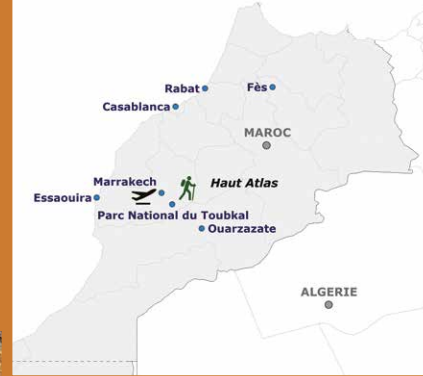 Rabat
Fès
Casablanca
MAROC
Marrakech
Haut Atlas
Essaouira
Parc National du Toubkal
Ouarzazate
ALGERIE